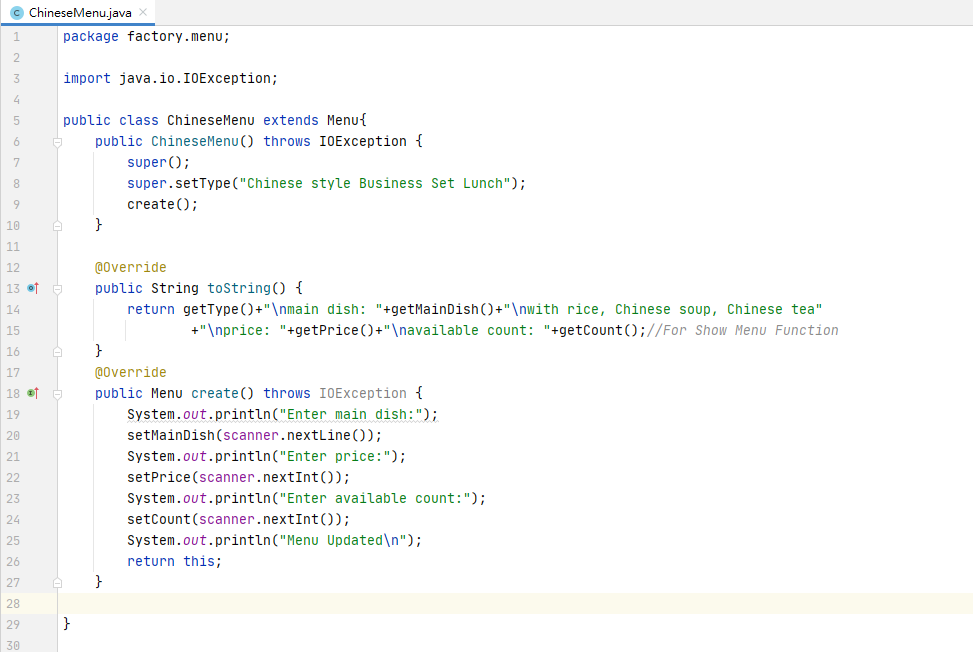 ChineseMenu.java
1 package factory.menu;
2
3 import java.io.IOException;
4
5 public class ChineseMenu extends Menu{
6     public ChineseMenu() throws IOException {
7         super();
8         super.setType("Chinese style Business Set Lunch");
9         create();
10     }
11
12     @Override
13     public String toString() {
14         return getType()+"\nmain dish: "+getMainDish()+"\nwith rice, Chinese soup, Chinese tea"
15                 +"\nprice: "+getPrice()+"\navailable count: "+getCount();//For Show Menu Function
16     }
17     @Override
18     public Menu create() throws IOException {
19         System.out.println("Enter main dish:");
20         setMainDish(scanner.nextLine());
21         System.out.println("Enter price:");
22         setPrice(scanner.nextInt());
23         System.out.println("Enter available count:");
24         setCount(scanner.nextInt());
25         System.out.println("Menu Updated\n");
26         return this;
27     }
28
29 }
30